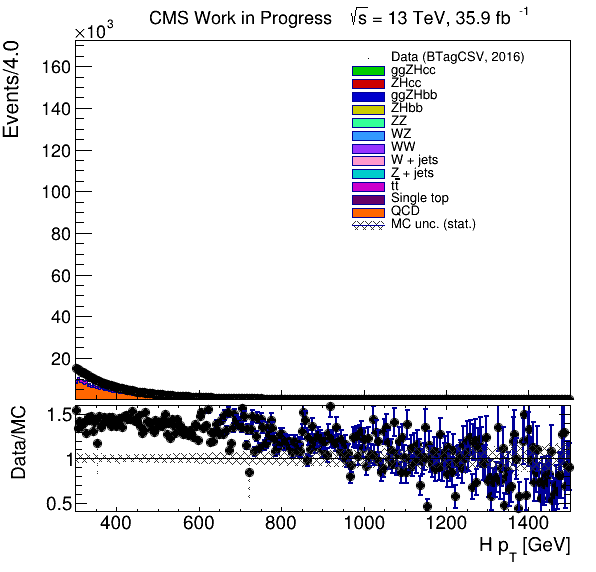 CMS Work in Progress √s = 13 TeV, 35.9 fb⁻¹
×10³
Events/4.0
160
140
120
100
80
60
40
20
Data (BTagCSV, 2016)
ggZHcc
ZHcc
ggZHbb
ZHbb
ZZ
WZ
WW
W + jets
Z + jets
tt̅
Single top
QCD
MC unc. (stat.)
Data/MC
1.5
1
0.5
400 600 800 1000 1200 1400
H p_T [GeV]